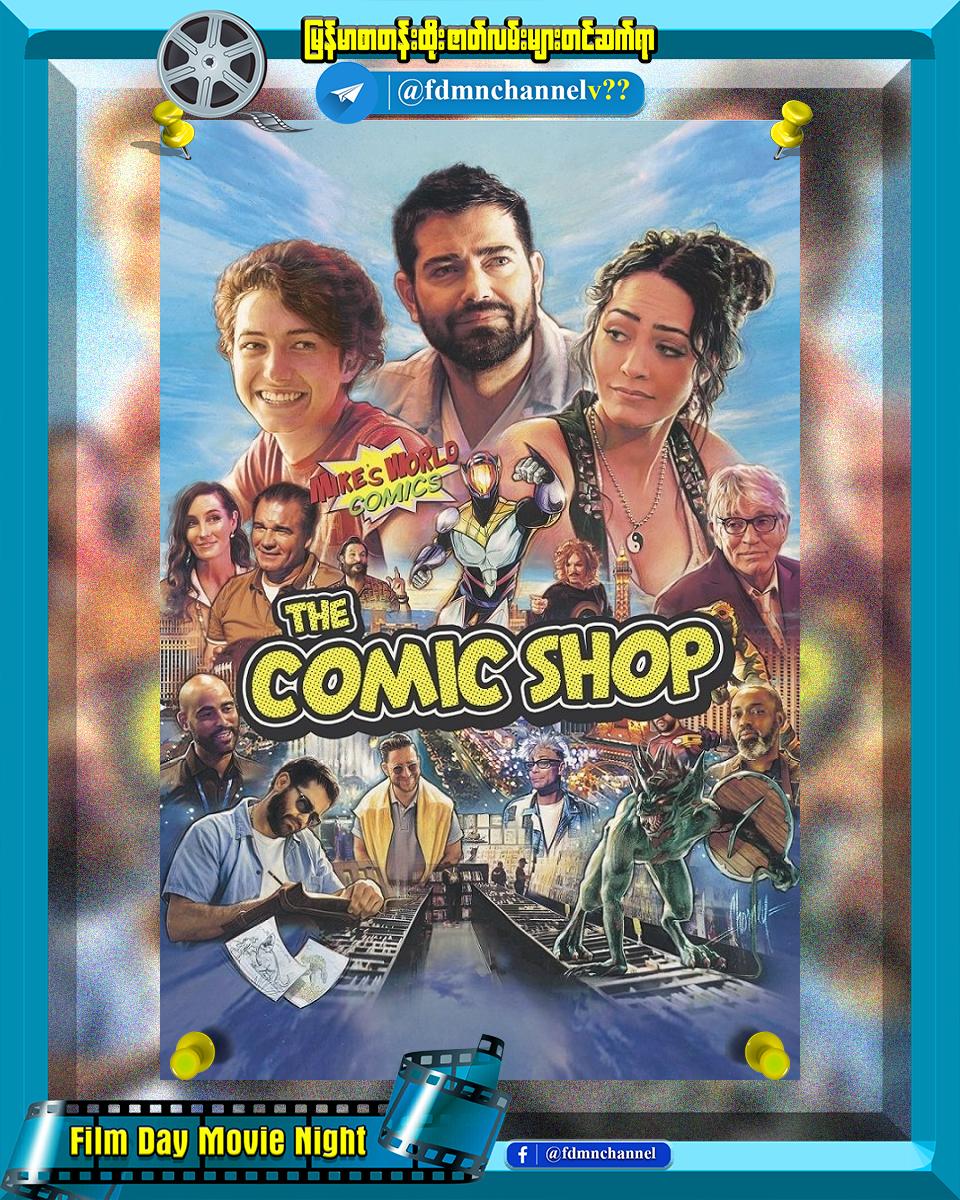 မြန်မာစာတန်းထိုးဇာတ်လမ်းများတင်ဆက်ရာ
@fdmnchannelv??
MIKE'S WORLD
COMICS
THE
COMIC SHOP
Film Day Movie Night
@fdmnchannel